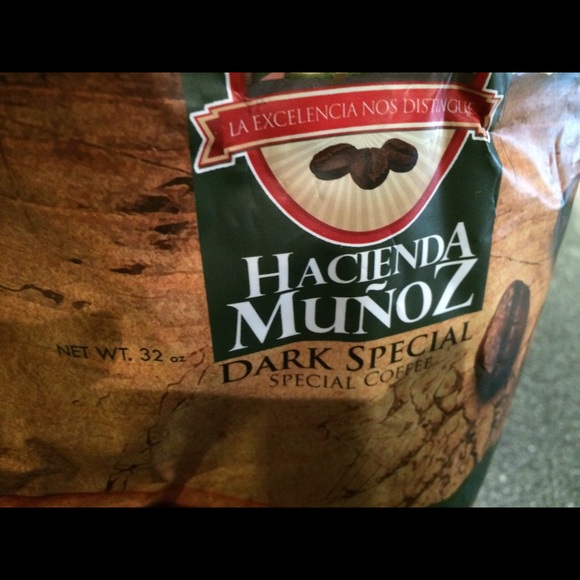 LA EXCELENCIA NOS DISTINGUE
HACIENDA
MUÑOZ
NET WT. 32 oz
DARK SPECIAL
SPECIAL COFFEE